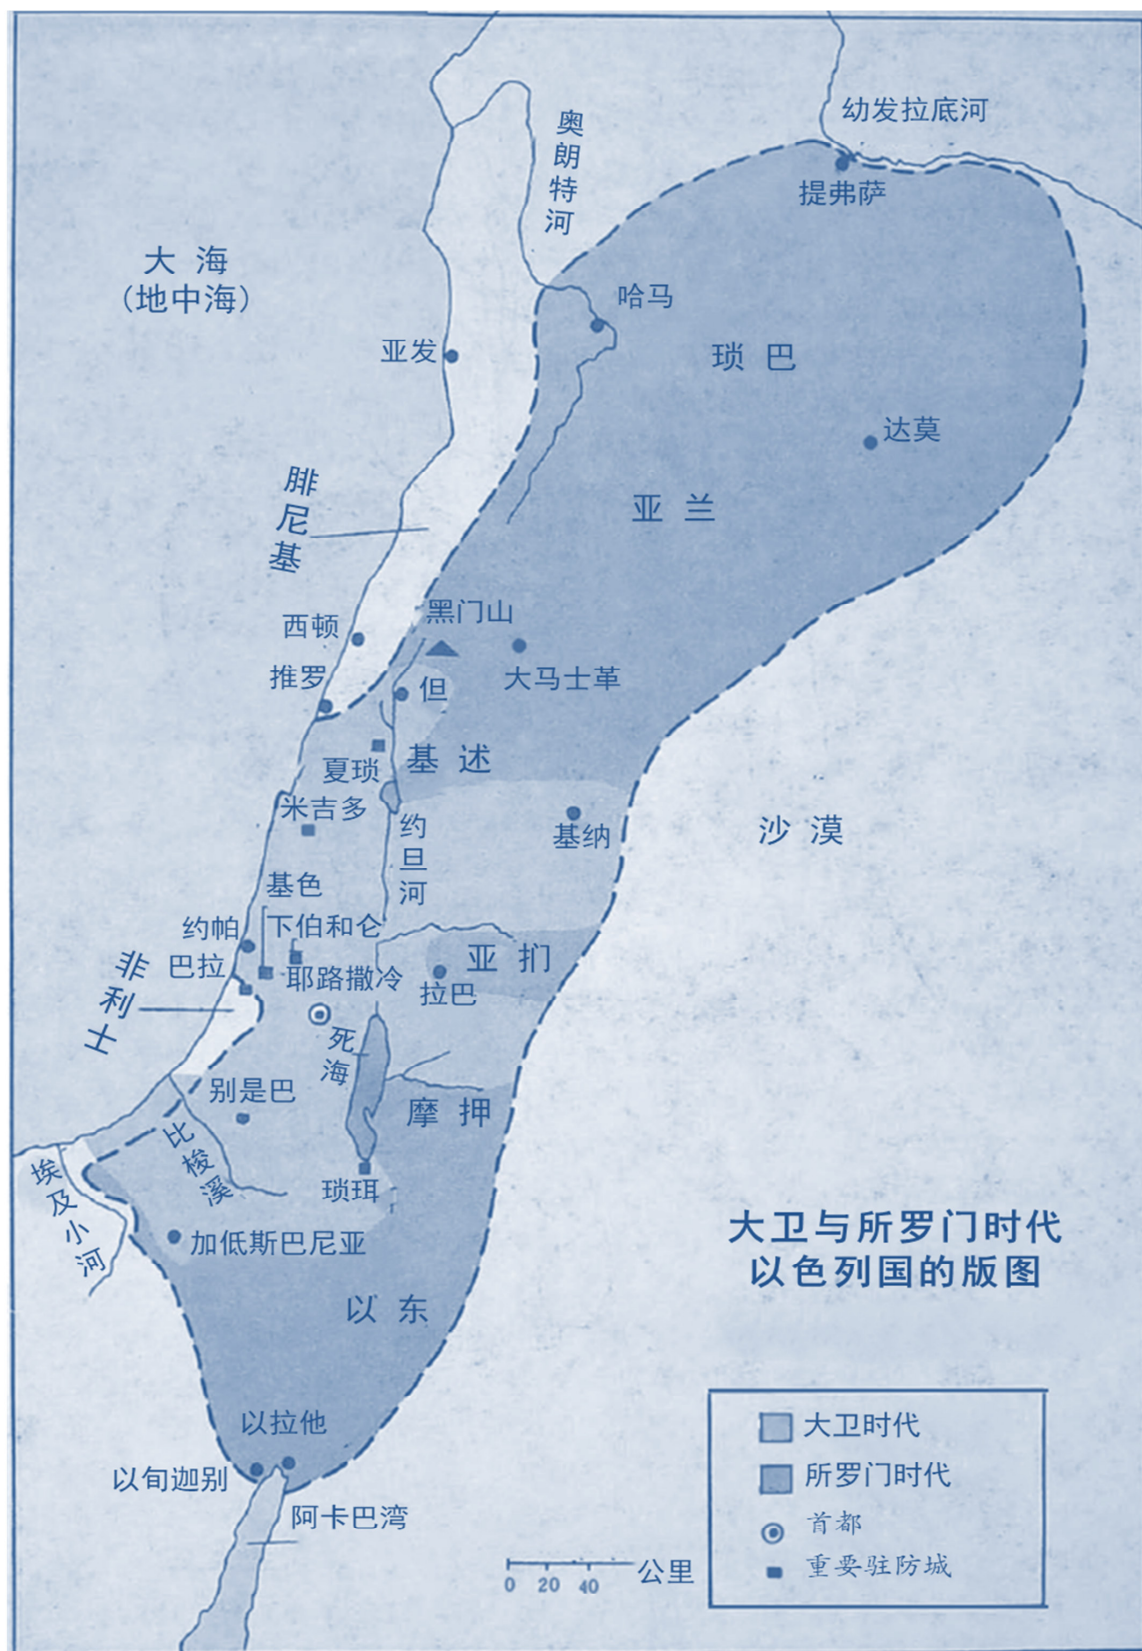 幼发拉底河
奥朗特河
提弗萨
大海
(地中海)
哈马
亚发
琐巴
达莫
腓尼基
亚兰
黑门山
西顿
大马士革
推罗
但
基述
夏琐
米吉多
基纳
沙漠
约旦河
基色
约帕
下伯和仑
巴拉
亚扪
非利士
耶路撒冷
拉巴
死海
别是巴
摩押
比梭溪
埃及小河
琐珥
加低斯巴尼亚
大卫与所罗门时代
以色列国的版图
以东
以拉他
以旬迦别
阿卡巴湾
大卫时代
所罗门时代
首都
重要驻防城
0 20 40 公里